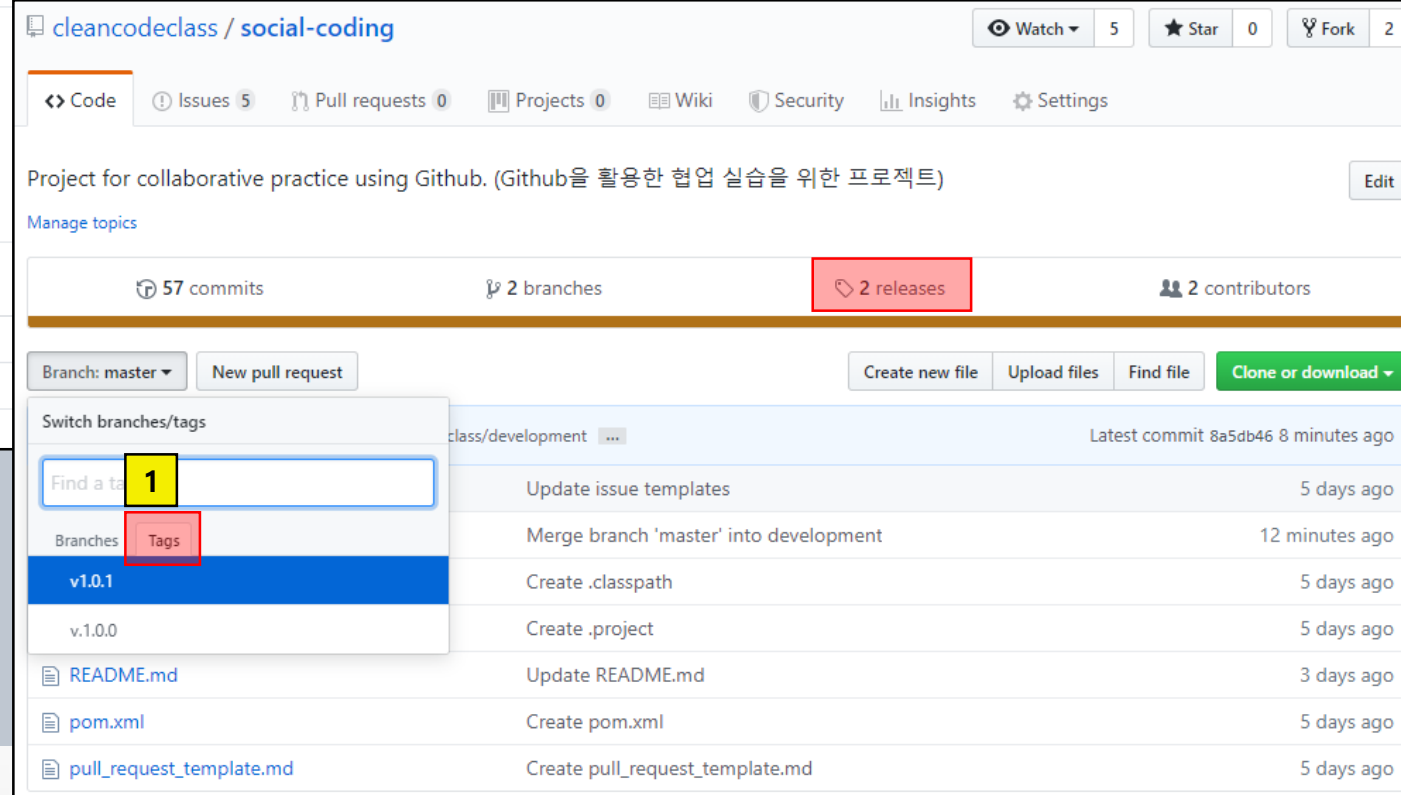 cleancodeclass / social-coding
Watch 5 Star 0 Fork 2
Code Issues 5 Pull requests 0 Projects 0 Wiki Security Insights Settings
Project for collaborative practice using Github. (Github을 활용한 협업 실습을 위한 프로젝트)
Edit
Manage topics
57 commits 2 branches 2 releases 2 contributors
Branch: master New pull request Create new file Upload files Find file Clone or download
Switch branches/tags
class/development ... Latest commit 8a5db46 8 minutes ago
Find a ta 1
Update issue templates 5 days ago
Branches Tags
Merge branch 'master' into development 12 minutes ago
v1.0.1
Create .classpath 5 days ago
v.1.0.0
Create .project 5 days ago
README.md Update README.md 3 days ago
pom.xml Create pom.xml 5 days ago
pull_request_template.md Create pull_request_template.md 5 days ago